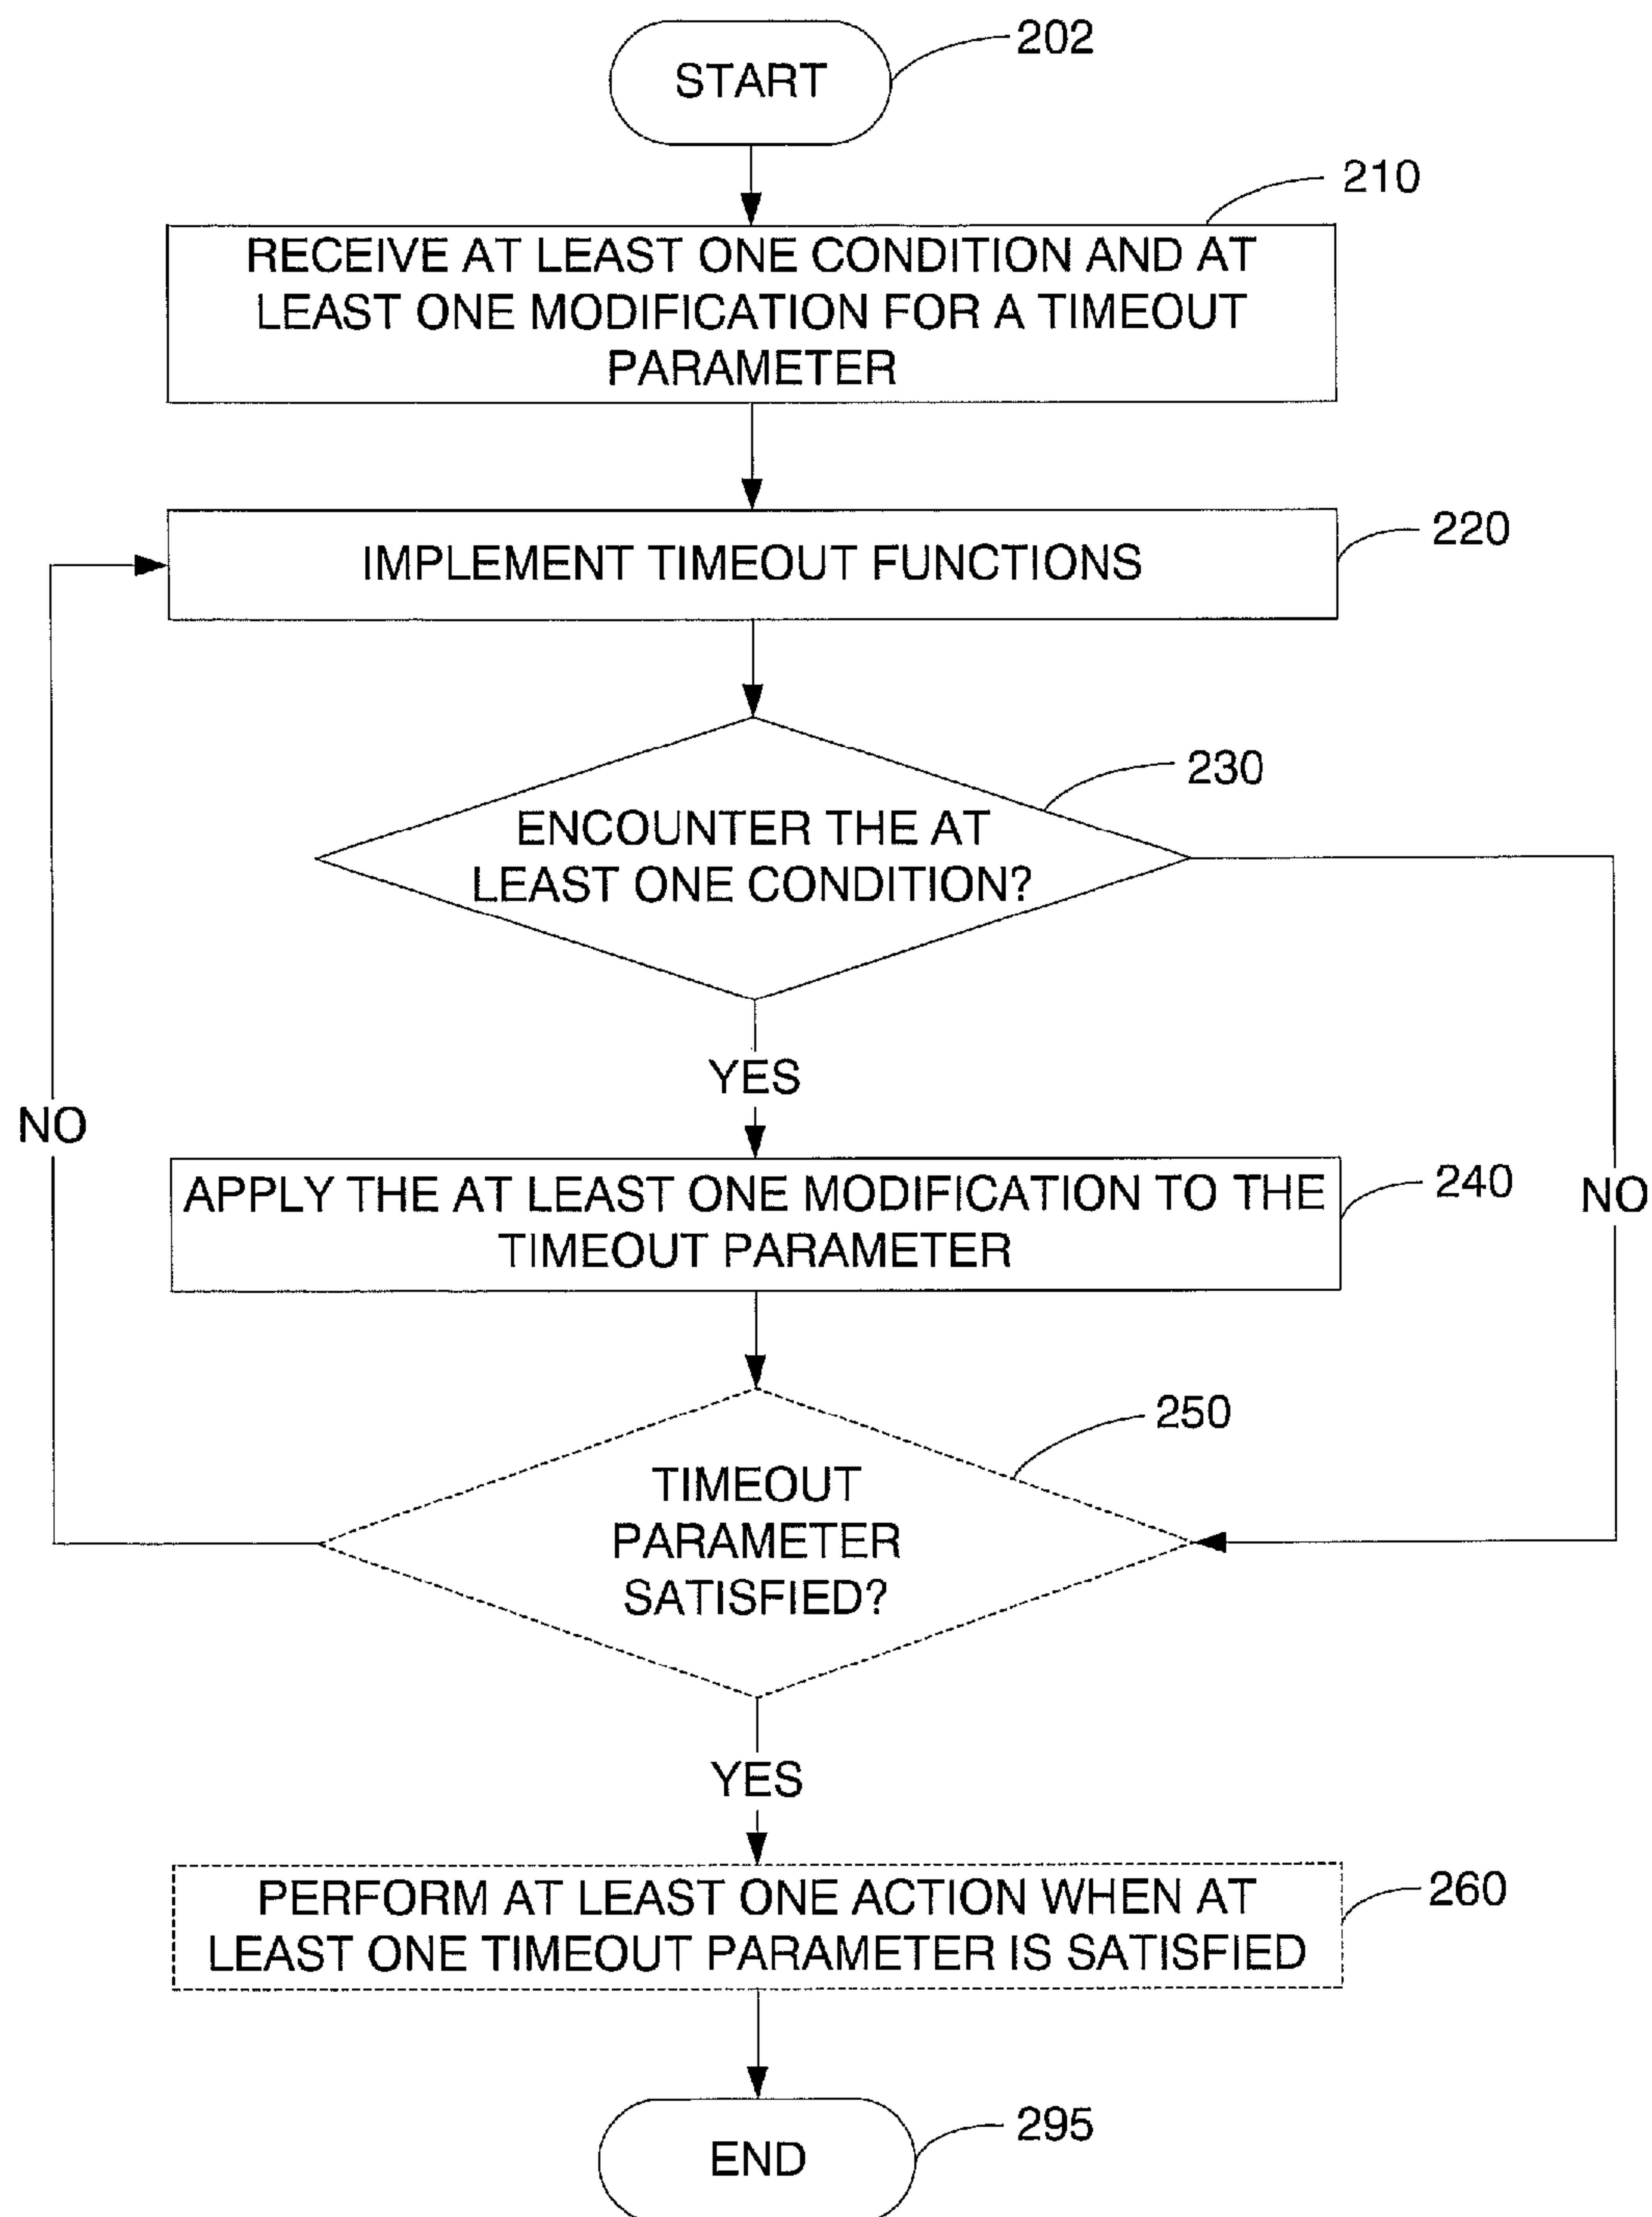 START
202
210
RECEIVE AT LEAST ONE CONDITION AND AT
LEAST ONE MODIFICATION FOR A TIMEOUT
PARAMETER
220
IMPLEMENT TIMEOUT FUNCTIONS
230
ENCOUNTER THE AT
LEAST ONE CONDITION?
YES
NO
NO
240
APPLY THE AT LEAST ONE MODIFICATION TO THE
TIMEOUT PARAMETER
250
TIMEOUT
PARAMETER
SATISFIED?
YES
260
PERFORM AT LEAST ONE ACTION WHEN AT
LEAST ONE TIMEOUT PARAMETER IS SATISFIED
295
END